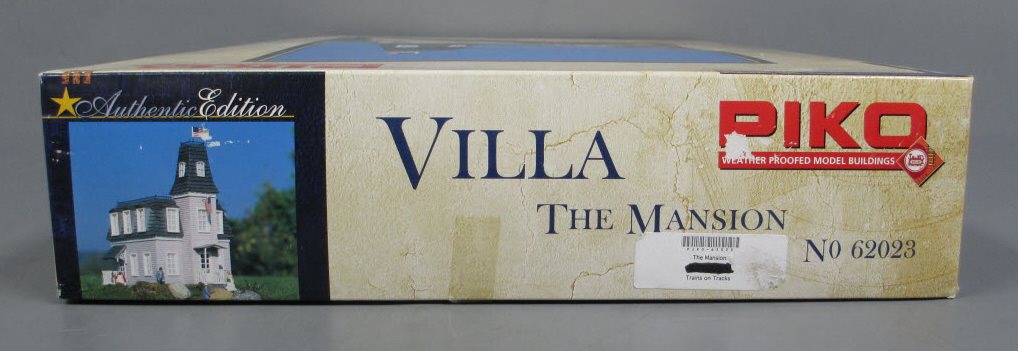 Authentic Edition
VILLA
THE MANSION
PIKO
WEATHER PROOFED MODEL BUILDINGS
NO 62023
The Mansion
Trains on Tracks